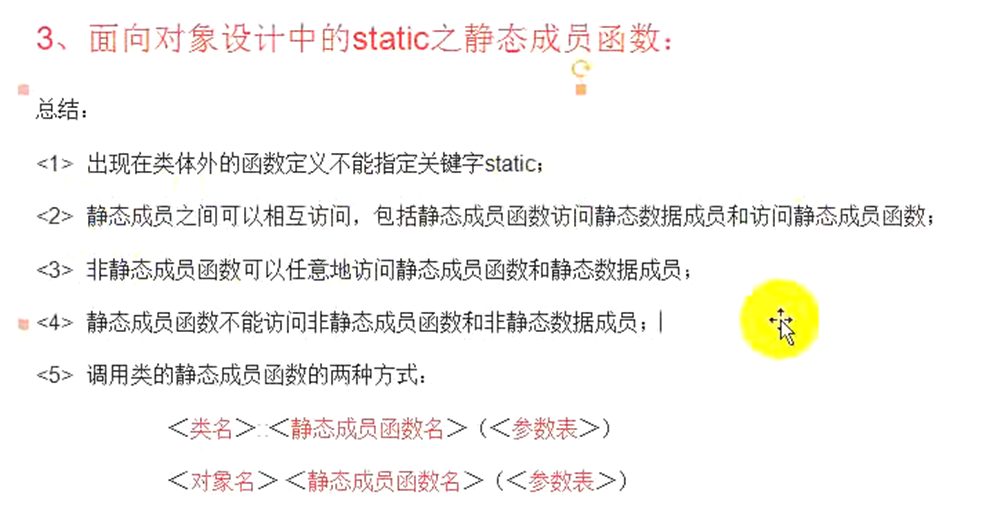 3、面向对象设计中的static之静态成员函数：
总结：
<1> 出现在类体外的函数定义不能指定关键字static；
<2> 静态成员之间可以相互访问，包括静态成员函数访问静态数据成员和访问静态成员函数；
<3> 非静态成员函数可以任意地访问静态成员函数和静态数据成员；
<4> 静态成员函数不能访问非静态成员函数和非静态数据成员；
<5> 调用类的静态成员函数的两种方式：
＜类名＞::＜静态成员函数名＞（＜参数表＞）
＜对象名＞＜静态成员函数名＞（＜参数表＞）